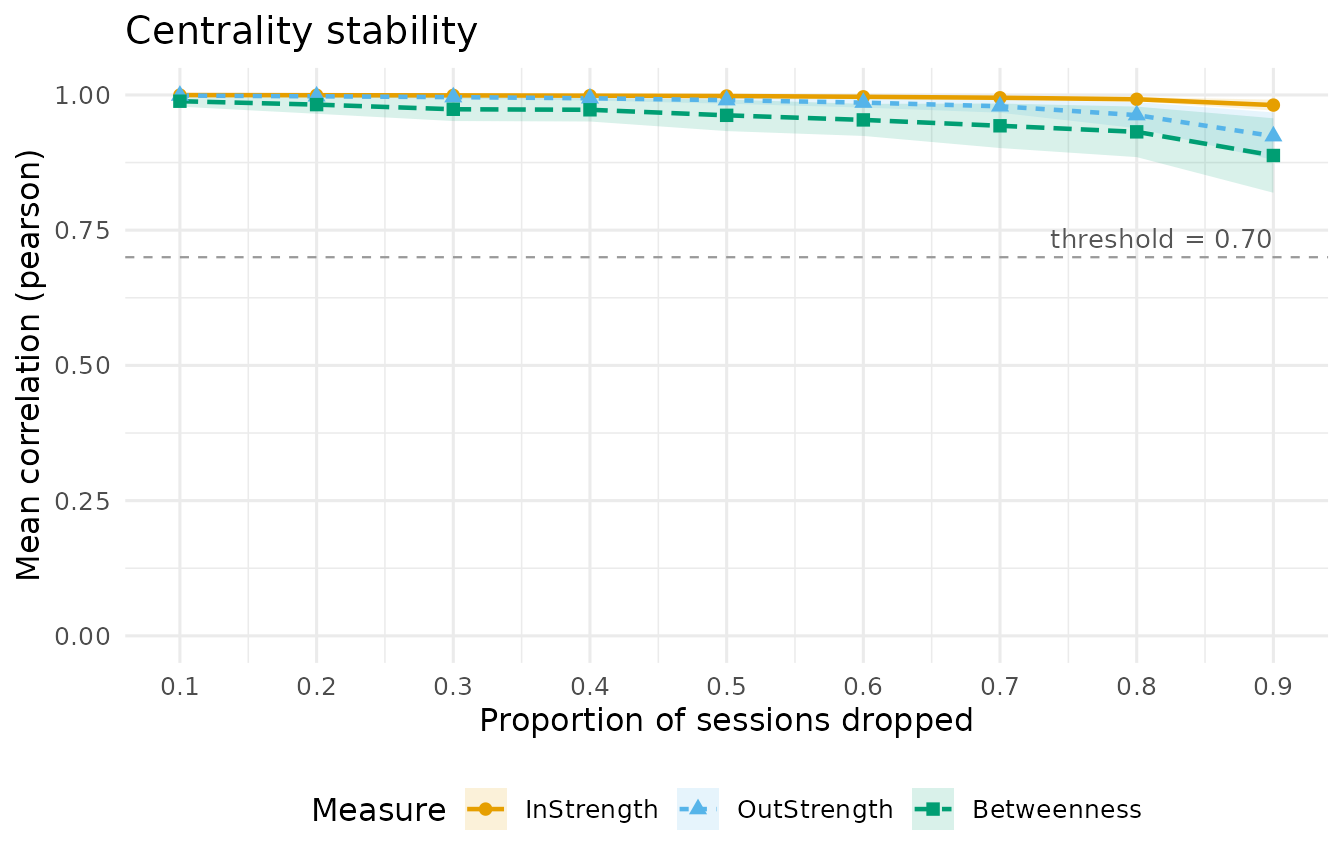 Centrality stability
Mean correlation (pearson)
1.00
0.75
0.50
0.25
0.00
threshold = 0.70
0.1 0.2 0.3 0.4 0.5 0.6 0.7 0.8 0.9
Proportion of sessions dropped
Measure InStrength OutStrength Betweenness